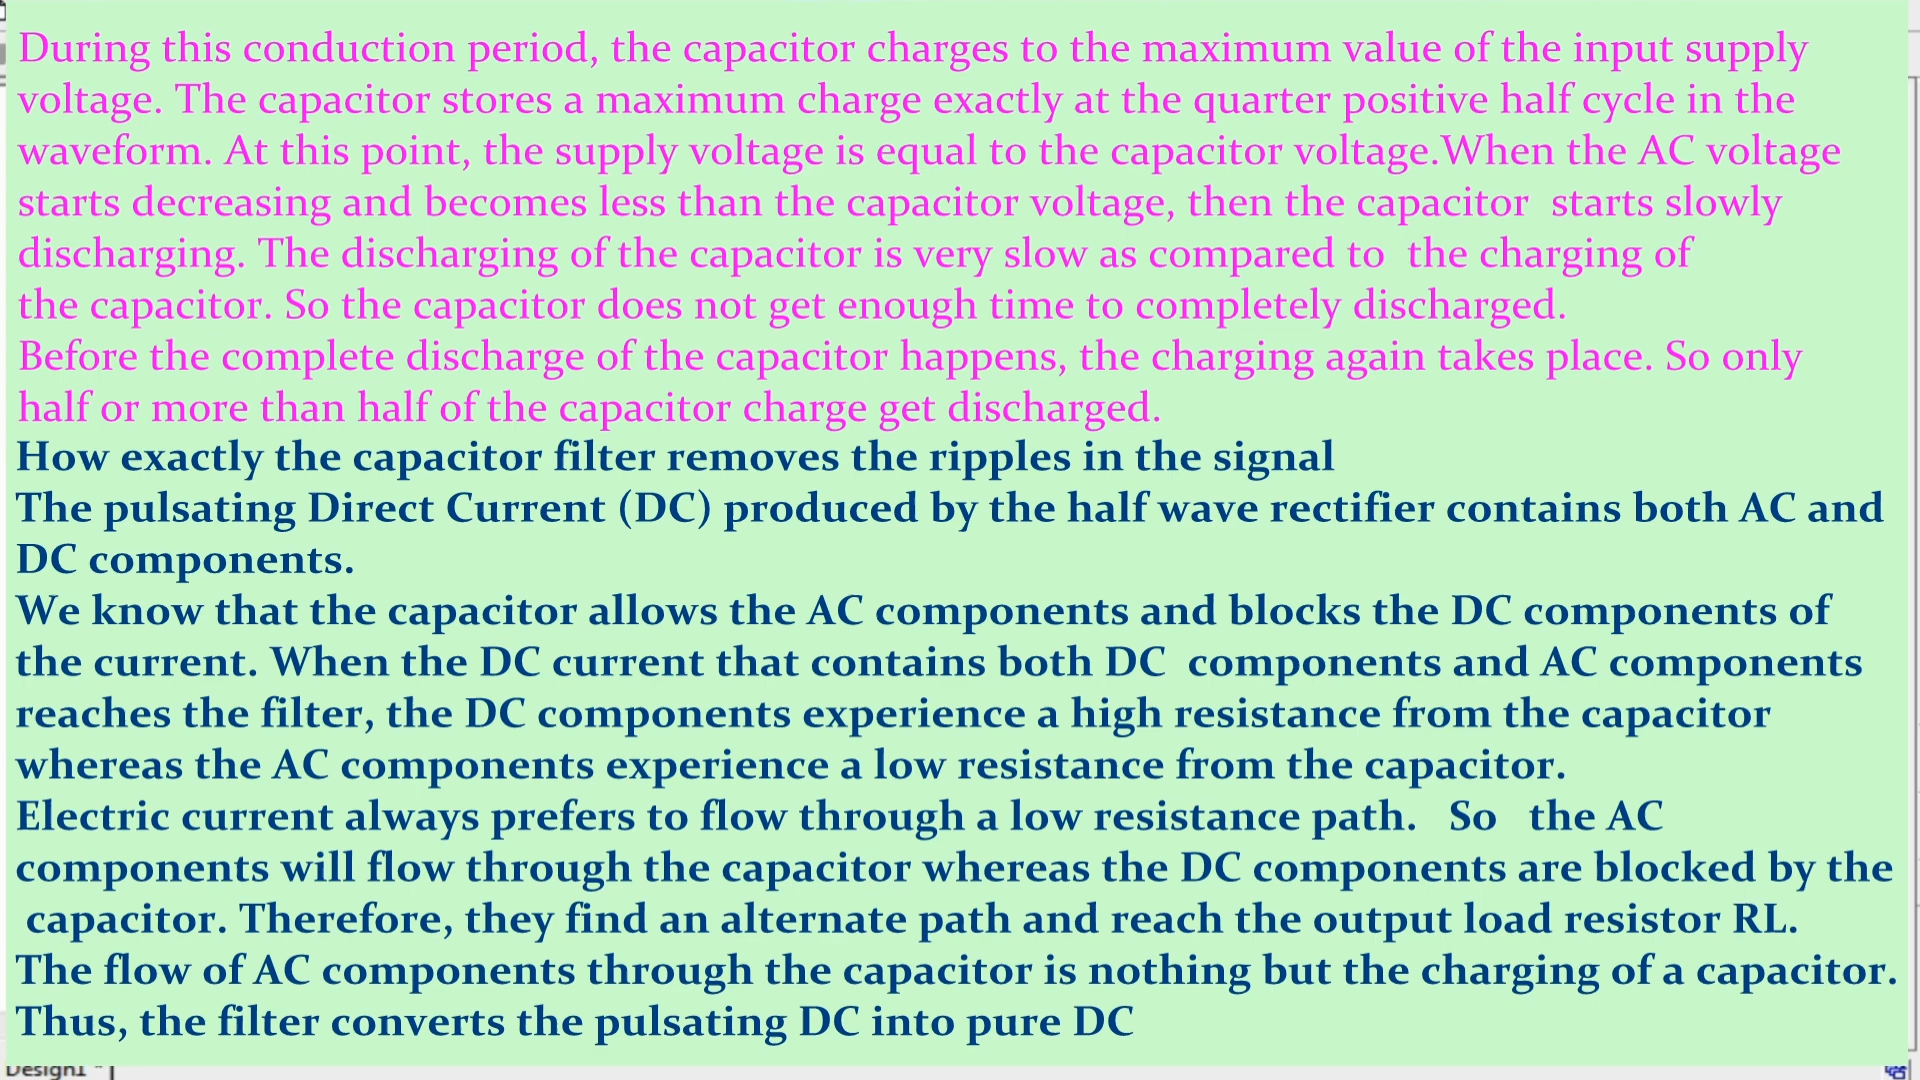 During this conduction period, the capacitor charges to the maximum value of the input supply
voltage. The capacitor stores a maximum charge exactly at the quarter positive half cycle in the
waveform. At this point, the supply voltage is equal to the capacitor voltage.When the AC voltage
starts decreasing and becomes less than the capacitor voltage, then the capacitor  starts slowly
discharging. The discharging of the capacitor is very slow as compared to  the charging of
the capacitor. So the capacitor does not get enough time to completely discharged.
Before the complete discharge of the capacitor happens, the charging again takes place. So only
half or more than half of the capacitor charge get discharged.
How exactly the capacitor filter removes the ripples in the signal
The pulsating Direct Current (DC) produced by the half wave rectifier contains both AC and
DC components.
We know that the capacitor allows the AC components and blocks the DC components of
the current. When the DC current that contains both DC  components and AC components
reaches the filter, the DC components experience a high resistance from the capacitor
whereas the AC components experience a low resistance from the capacitor.
Electric current always prefers to flow through a low resistance path.   So   the AC
components will flow through the capacitor whereas the DC components are blocked by the
capacitor. Therefore, they find an alternate path and reach the output load resistor RL.
The flow of AC components through the capacitor is nothing but the charging of a capacitor.
Thus, the filter converts the pulsating DC into pure DC
Design1 *